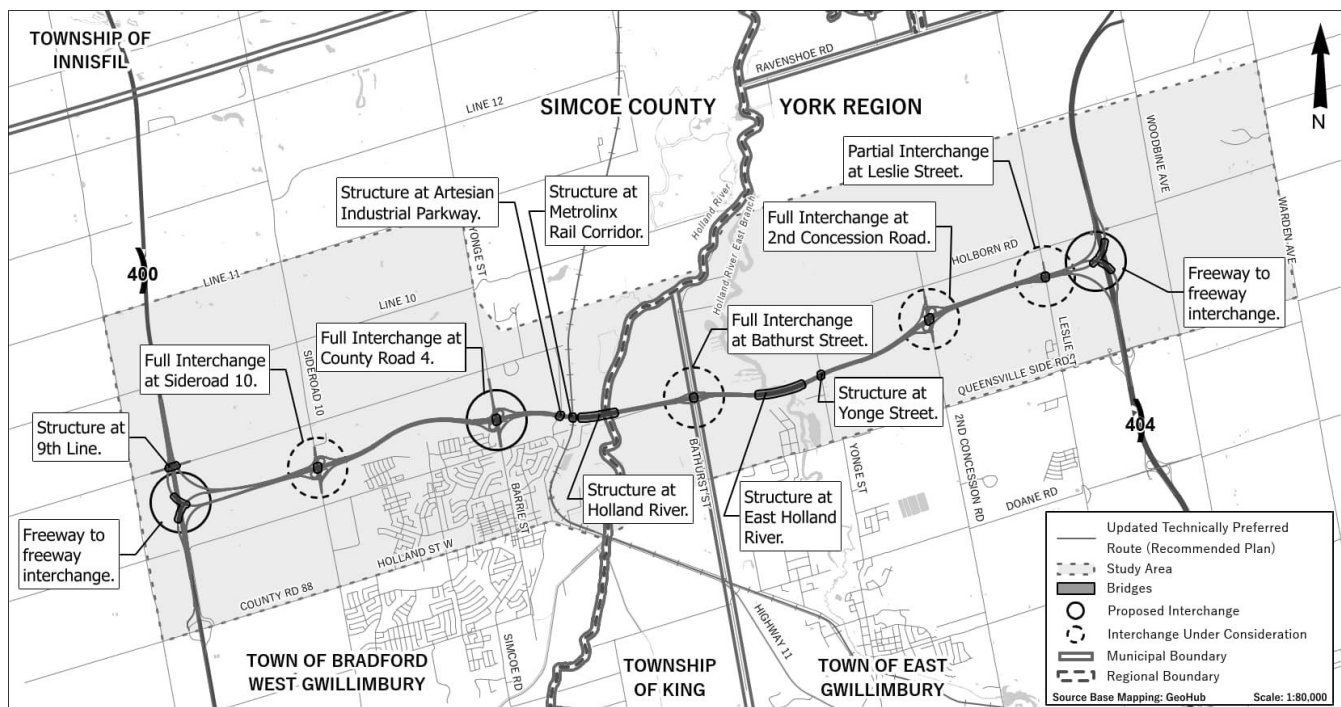 TOWNSHIP OF
INNISFIL
400
LINE 12
LINE 11
LINE 10
YONGE ST
SIDEROAD 10
SIMCOE COUNTY
YORK REGION
RAVENSHOE RD
WOODBINE AVE
WARDEN AVE
N
Holland River
Holland River East Branch
Structure at Artesian
Industrial Parkway.
Structure at
Metrolinx
Rail Corridor.
Partial Interchange
at Leslie Street.
Full Interchange at
2nd Concession Road.
HOLBORN RD
Freeway to
freeway
interchange.
Full Interchange at
County Road 4.
Full Interchange
at Bathurst Street.
Full Interchange
at Sideroad 10.
Structure at
9th Line.
Freeway to
freeway
interchange.
Structure at
Holland River.
Structure at
East Holland
River.
Structure at
Yonge Street.
LESLIE ST
QUEENSVILLE SIDE RD
404
BATHURST ST
BARRIE ST
HOLLAND ST W
COUNTY RD 88
SIMCOE RD
YONGE ST
2ND CONCESSION RD
DOANE RD
HIGHWAY 11
TOWN OF BRADFORD
WEST GWILLIMBURY
TOWNSHIP
OF KING
TOWN OF EAST
GWILLIMBURY
Updated Technically Preferred
Route (Recommended Plan)
Study Area
Bridges
Proposed Interchange
Interchange Under Consideration
Municipal Boundary
Regional Boundary
Source Base Mapping: GeoHub Scale: 1:80,000